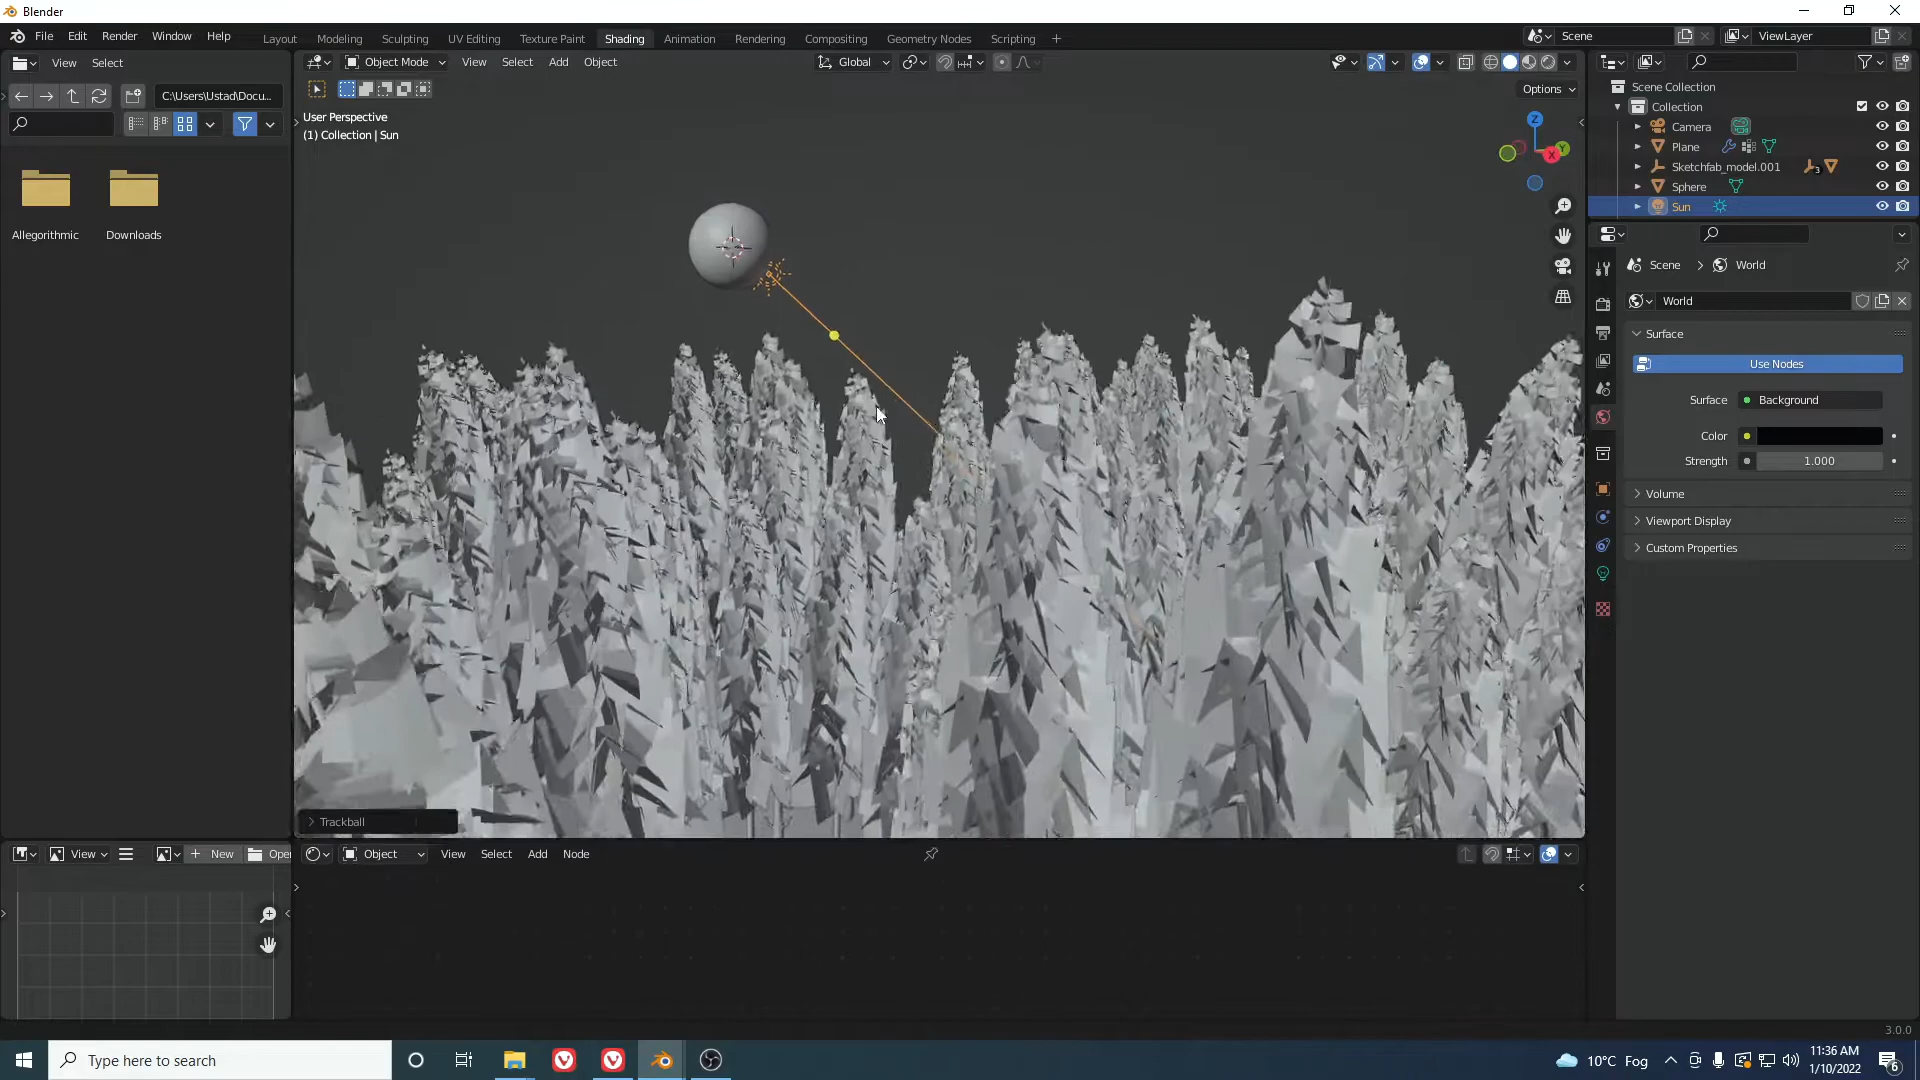 Blender
File Edit Render Window Help
Layout Modeling Sculpting UV Editing Texture Paint Shading Animation Rendering Compositing Geometry Nodes Scripting +
Scene
ViewLayer
View Select
Object Mode View Select Add Object
Global
C:\Users\Ustad\Docu...
Options
User Perspective
(1) Collection | Sun
Allegorithmic
Downloads
Z
Y
X
Scene Collection
Collection
Camera
Plane
Sketchfab_model.001
3
Sphere
Sun
Scene > World
World
Surface
Use Nodes
Surface Background
Color
Strength 1.000
Volume
Viewport Display
Custom Properties
> Trackball
View
+ New
Open
Object View Select Add Node
3.0.0
Type here to search
10°C Fog
11:36 AM
1/10/2022
6